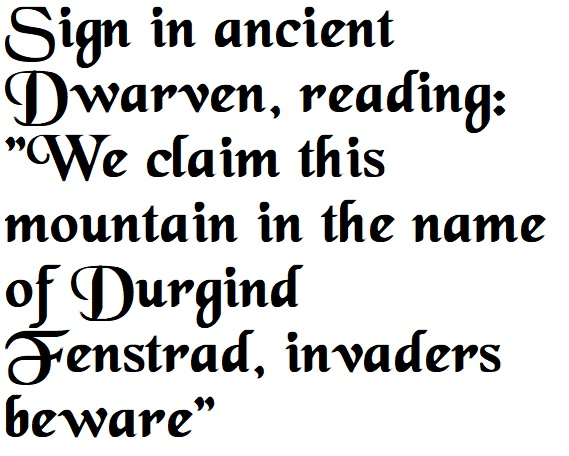 Sign in ancient
Dwarven, reading:
”We claim this
mountain in the name
of Durgind
Fenstrad, invaders
beware”